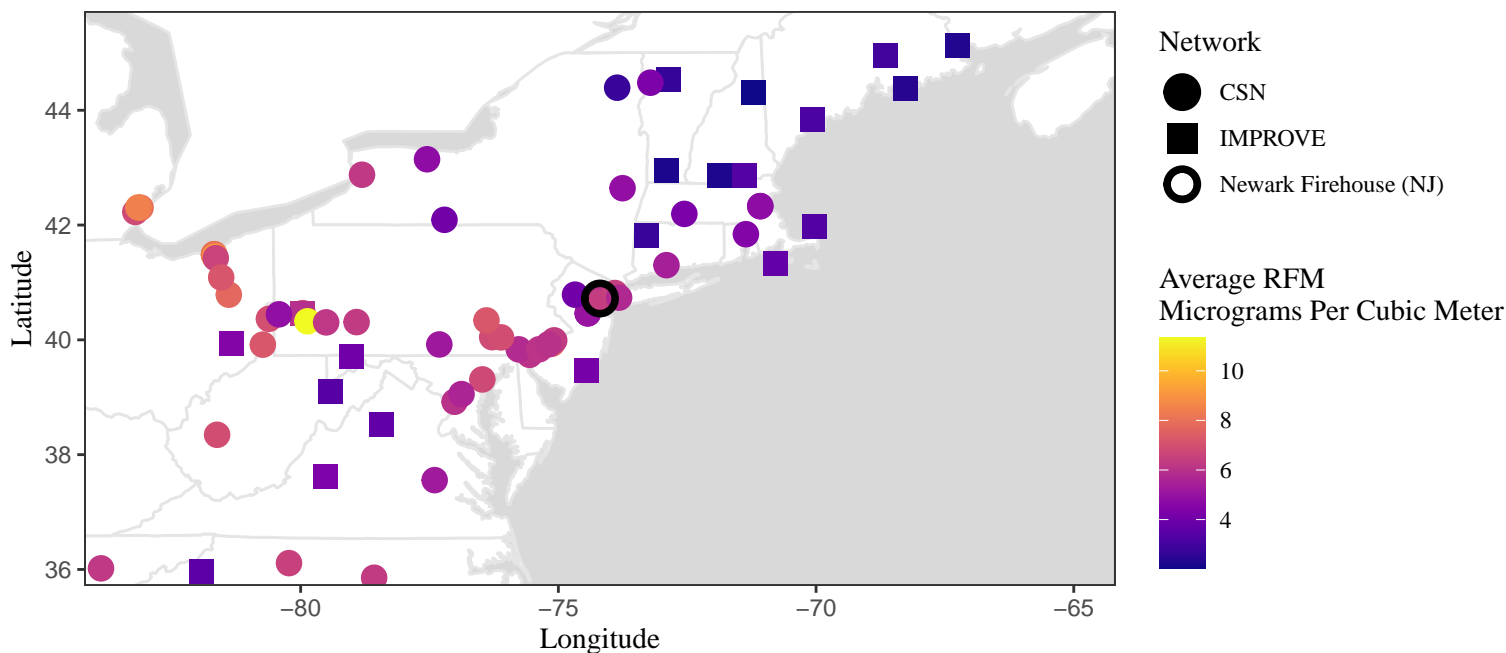 Network
CSN
IMPROVE
Newark Firehouse (NJ)
Average RFM
Micrograms Per Cubic Meter
10
8
6
4
Latitude
44
42
40
38
36
−80
−75
−70
−65
Longitude